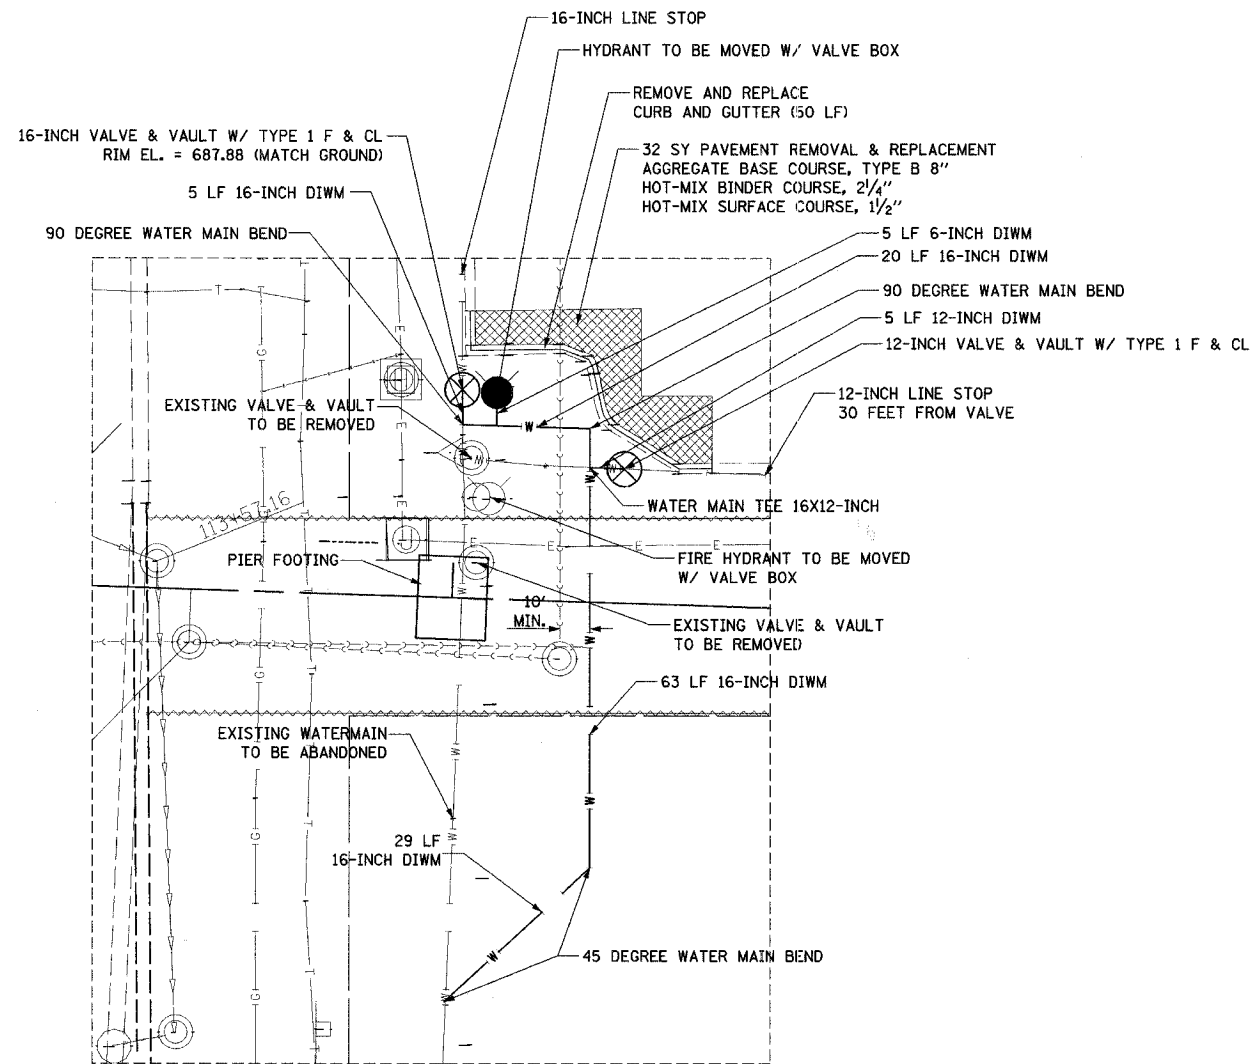 16-INCH LINE STOP
HYDRANT TO BE MOVED W/ VALVE BOX
REMOVE AND REPLACE
CURB AND GUTTER (50 LF)
16-INCH VALVE & VAULT W/ TYPE 1 F & CL
RIM EL. = 687.88 (MATCH GROUND)
32 SY PAVEMENT REMOVAL & REPLACEMENT
AGGREGATE BASE COURSE, TYPE B 8"
HOT-MIX BINDER COURSE, 2 1/4"
HOT-MIX SURFACE COURSE, 1 1/2"
5 LF 16-INCH DIWM
90 DEGREE WATER MAIN BEND
5 LF 6-INCH DIWM
20 LF 16-INCH DIWM
90 DEGREE WATER MAIN BEND
5 LF 12-INCH DIWM
12-INCH VALVE & VAULT W/ TYPE 1 F & CL
12-INCH LINE STOP
30 FEET FROM VALVE
EXISTING VALVE & VAULT
TO BE REMOVED
WATER MAIN TEE 16X12-INCH
113+57.16
PIER FOOTING
FIRE HYDRANT TO BE MOVED
W/ VALVE BOX
10'
MIN.
EXISTING VALVE & VAULT
TO BE REMOVED
63 LF 16-INCH DIWM
EXISTING WATERMAIN
TO BE ABANDONED
29 LF
16-INCH DIWM
45 DEGREE WATER MAIN BEND